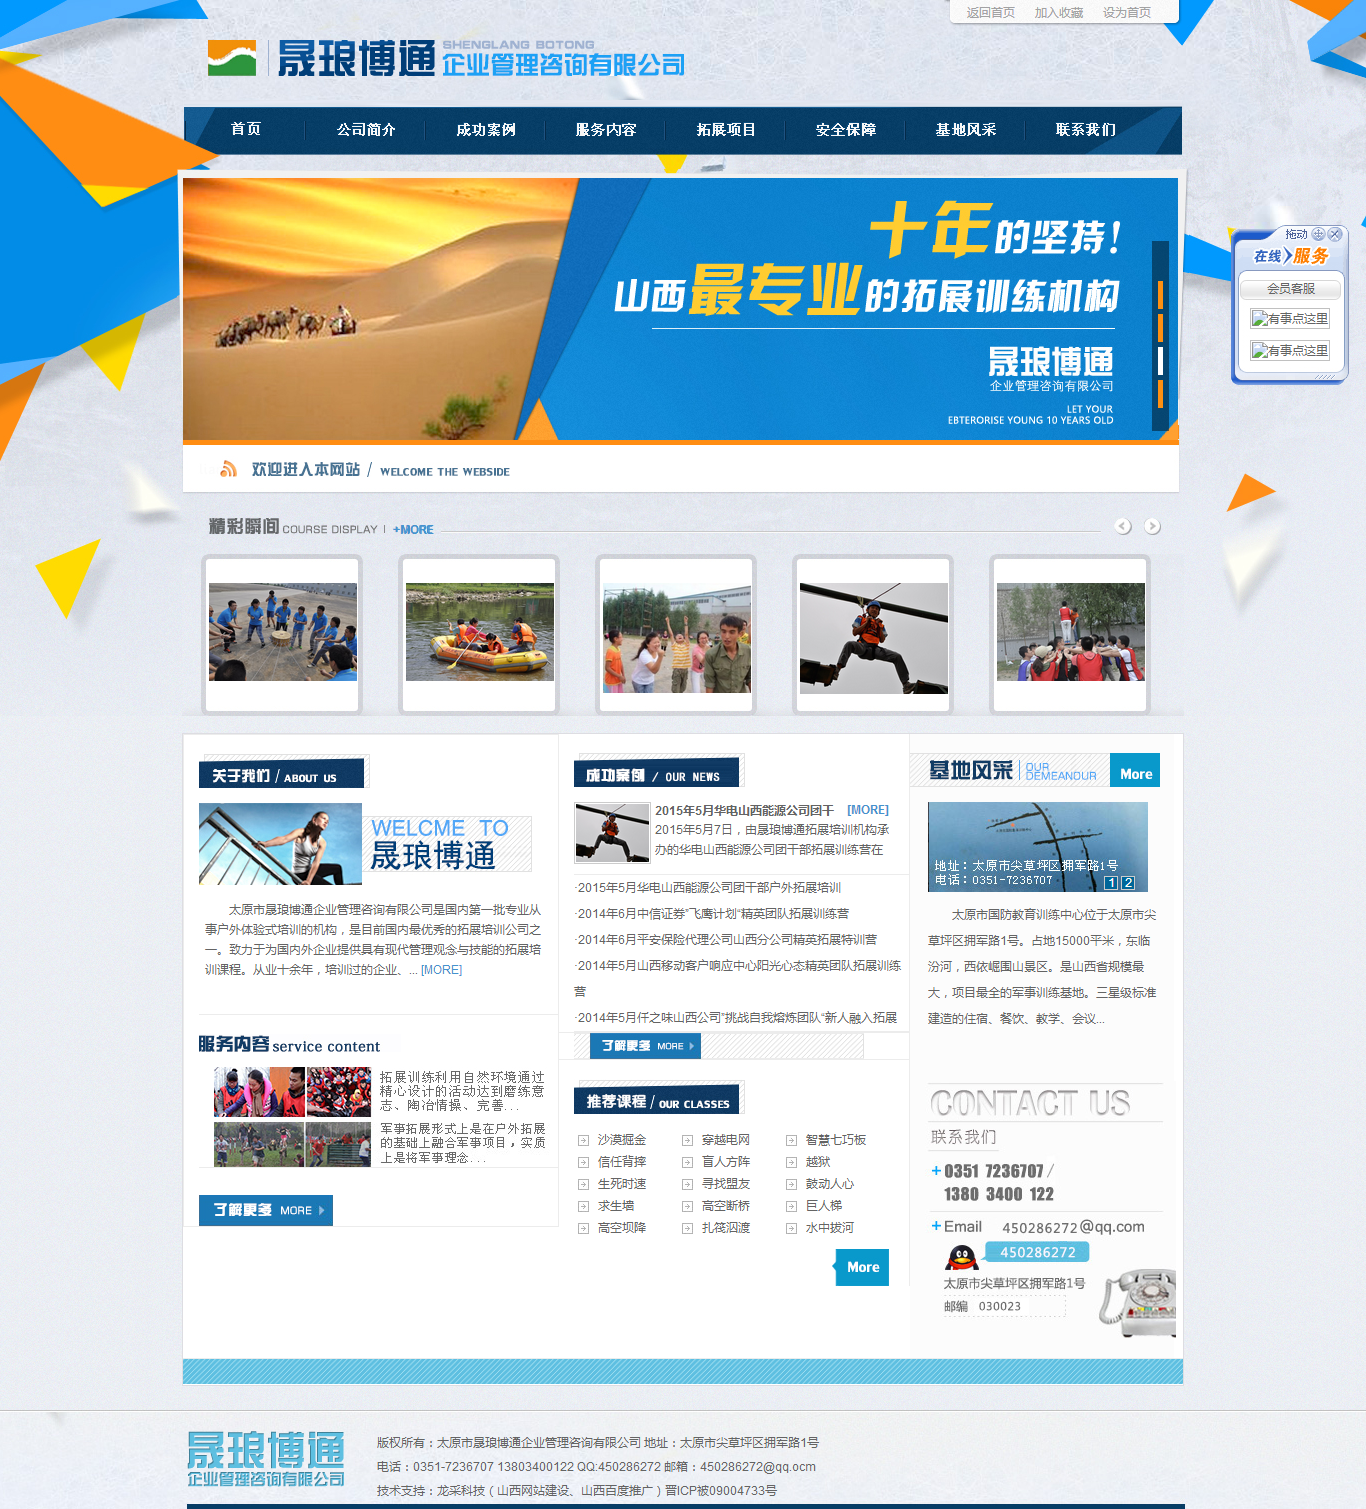 返回首页 加入收藏 设为首页
晟琅博通 SHENGLANG BOTONG
企业管理咨询有限公司
首页 公司简介 成功案例 服务内容 拓展项目 安全保障 基地风采 联系我们
十年的坚持!
山西最专业的拓展训练机构
晟琅博通
企业管理咨询有限公司
LET YOUR
EBTERORISE YOUNG 10 YEARS OLD
拖动
在线 服务
会员客服
有事点这里
有事点这里
欢迎进入本网站 / WELCOME THE WEBSIDE
精彩瞬间 COURSE DISPLAY | +MORE
关于我们 / ABOUT US
WELCME TO
晟琅博通
太原市晟琅博通企业管理咨询有限公司是国内第一批专业从
事户外体验式培训的机构，是目前国内最优秀的拓展培训公司之
一。致力于为国内外企业提供具有现代管理观念与技能的拓展培
训课程。从业十余年，培训过的企业、... [MORE]
服务内容 service content
拓展训练利用自然环境通过
精心设计的活动达到磨练意
志、陶冶情操、完善...
军事拓展形式上是在户外拓展
的基础上融合军事项目，实质
上是将军事理念...
了解更多 MORE
成功案例 / OUR NEWS
2015年5月华电山西能源公司团干 [MORE]
2015年5月7日，由晟琅博通拓展培训机构承
办的华电山西能源公司团干部拓展训练营在
·2015年5月华电山西能源公司团干部户外拓展培训
·2014年6月中信证券”飞鹰计划“精英团队拓展训练营
·2014年6月平安保险代理公司山西分公司精英拓展特训营
·2014年5月山西移动客户响应中心阳光心态精英团队拓展训练
营
·2014年5月仟之味山西公司”挑战自我熔炼团队“新人融入拓展
了解更多 MORE
推荐课程 / OUR CLASSES
沙漠掘金 穿越电网 智慧七巧板
信任背摔 盲人方阵 越狱
生死时速 寻找盟友 鼓动人心
求生墙 高空断桥 巨人梯
高空坝降 扎筏泅渡 水中拔河
More
基地风采 OUR DEMEANOUR More
地址：太原市尖草坪区拥军路1号
电话：0351-7236707 1 2
太原市国防教育训练中心位于太原市尖
草坪区拥军路1号。占地15000平米，东临
汾河，西依崛围山景区。是山西省规模最
大，项目最全的军事训练基地。三星级标准
建造的住宿、餐饮、教学、会议...
CONTACT US
联系我们
+0351 7236707 /
1380 3400 122
+Email 450286272@qq.com
450286272
太原市尖草坪区拥军路1号
邮编 030023
晟琅博通
企业管理咨询有限公司
版权所有：太原市晟琅博通企业管理咨询有限公司 地址：太原市尖草坪区拥军路1号
电话：0351-7236707 13803400122 QQ:450286272 邮箱：450286272@qq.ocm
技术支持：龙采科技（山西网站建设、山西百度推广）晋ICP被09004733号